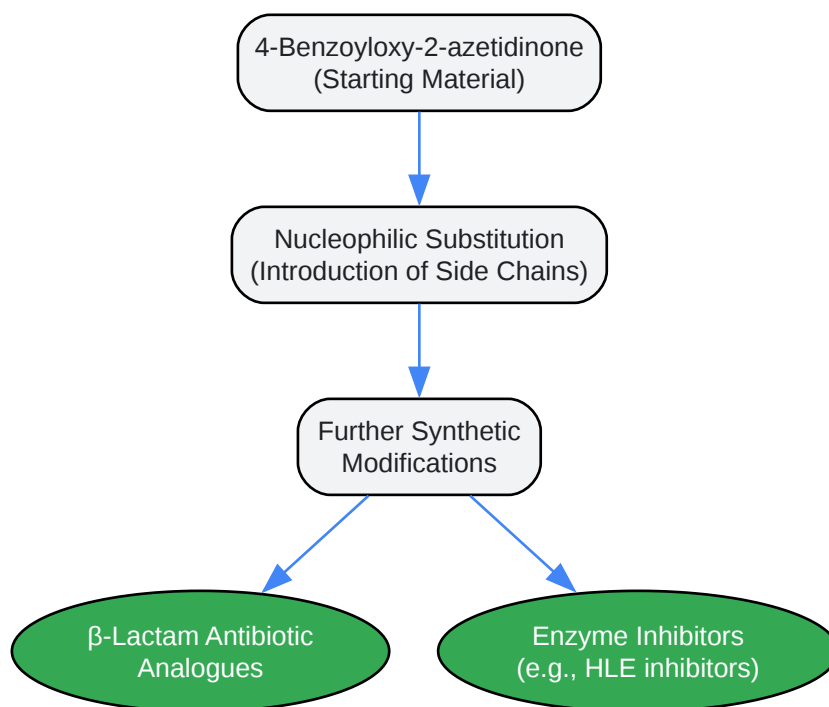 4-Benzoyloxy-2-azetidinone
(Starting Material)
Nucleophilic Substitution
(Introduction of Side Chains)
Further Synthetic
Modifications
β-Lactam Antibiotic
Analogues
Enzyme Inhibitors
(e.g., HLE inhibitors)